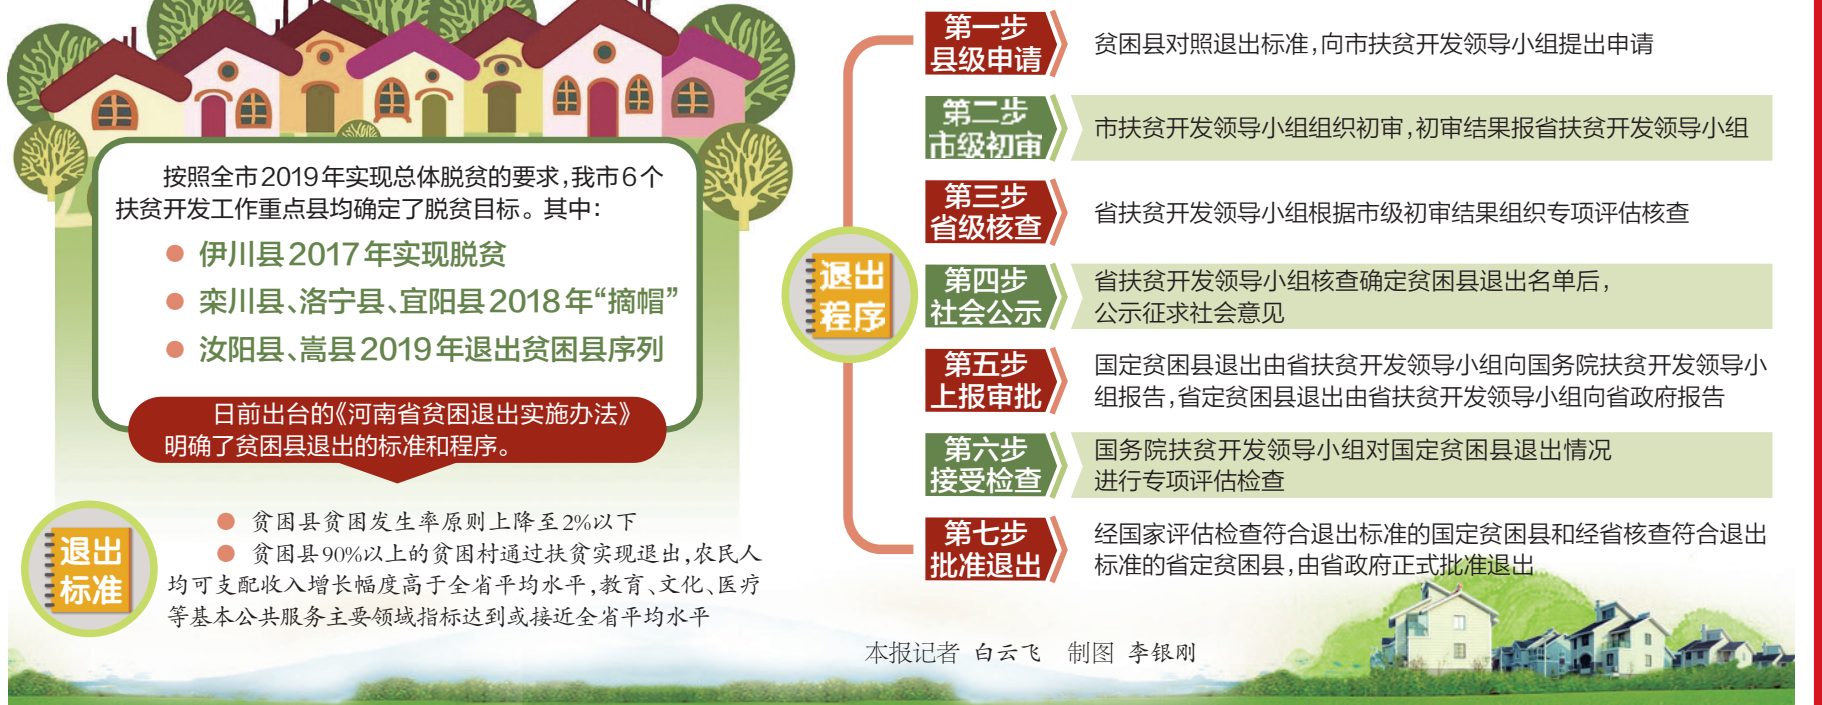 按照全市2019年实现总体脱贫的要求,我市6个
扶贫开发工作重点县均确定了脱贫目标。其中：
伊川县2017年实现脱贫
栾川县、洛宁县、宜阳县2018年“摘帽”
汝阳县、嵩县2019年退出贫困县序列
日前出台的《河南省贫困退出实施办法》
明确了贫困县退出的标准和程序。
退出
标准
贫困县贫困发生率原则上降至2%以下
贫困县90%以上的贫困村通过扶贫实现退出,农民人
均可支配收入增长幅度高于全省平均水平,教育、文化、医疗
等基本公共服务主要领域指标达到或接近全省平均水平
退出
程序
第一步
县级申请
贫困县对照退出标准,向市扶贫开发领导小组提出申请
第二步
市级初审
市扶贫开发领导小组组织初审,初审结果报省扶贫开发领导小组
第三步
省级核查
省扶贫开发领导小组根据市级初审结果组织专项评估核查
第四步
社会公示
省扶贫开发领导小组核查确定贫困县退出名单后,
公示征求社会意见
第五步
上报审批
国定贫困县退出由省扶贫开发领导小组向国务院扶贫开发领导小
组报告,省定贫困县退出由省扶贫开发领导小组向省政府报告
第六步
接受检查
国务院扶贫开发领导小组对国定贫困县退出情况
进行专项评估检查
第七步
批准退出
经国家评估检查符合退出标准的国定贫困县和经省核查符合退出
标准的省定贫困县,由省政府正式批准退出
本报记者 白云飞 制图 李银刚